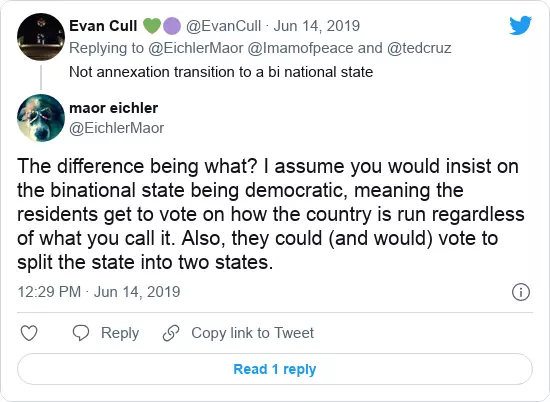 Evan Cull 💚🟣 @EvanCull · Jun 14, 2019
Replying to @EichlerMaor @Imamofpeace and @tedcruz
Not annexation transition to a bi national state
maor eichler
@EichlerMaor
The difference being what? I assume you would insist on
the binational state being democratic, meaning the
residents get to vote on how the country is run regardless
of what you call it. Also, they could (and would) vote to
split the state into two states.
12:29 PM · Jun 14, 2019
Reply
Copy link to Tweet
Read 1 reply